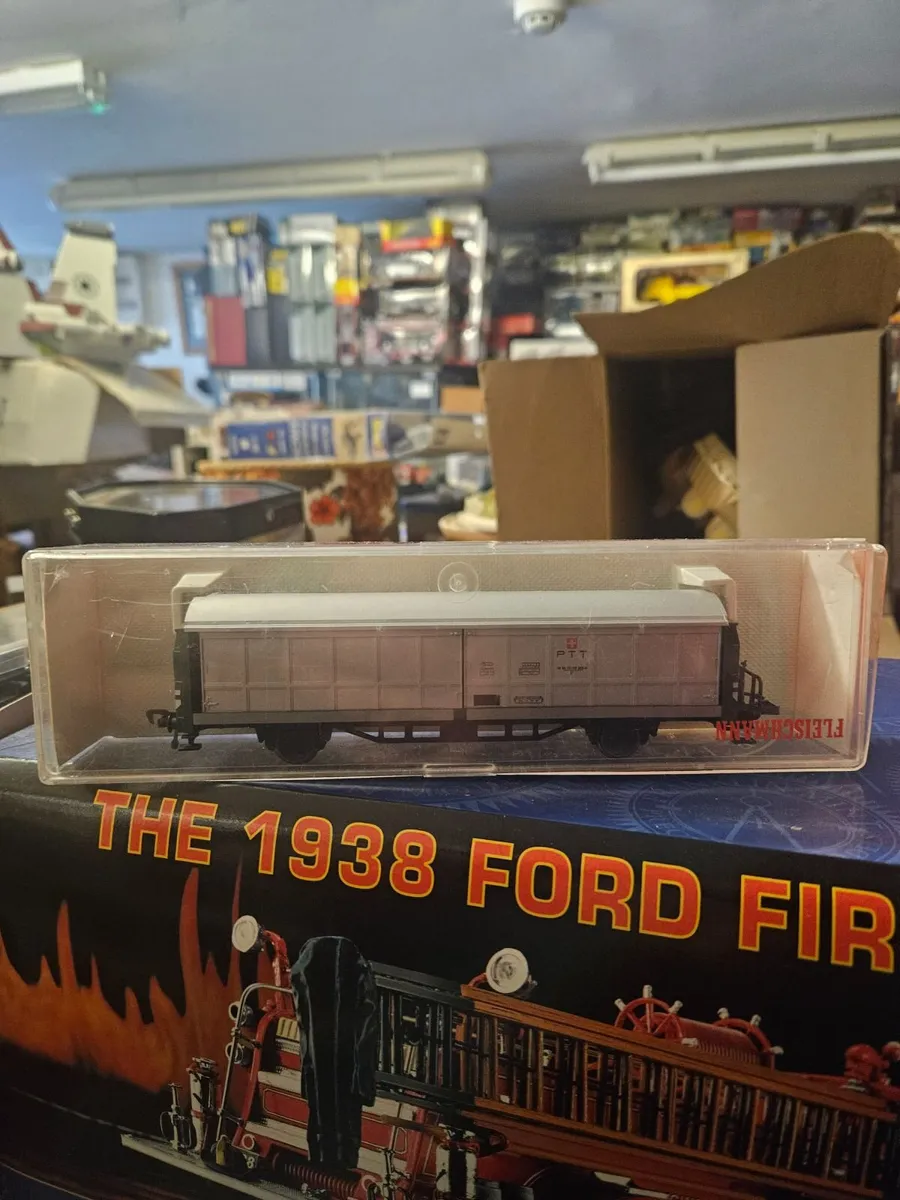 PTT
FLEISCHMANN
THE 1938 FORD FIR